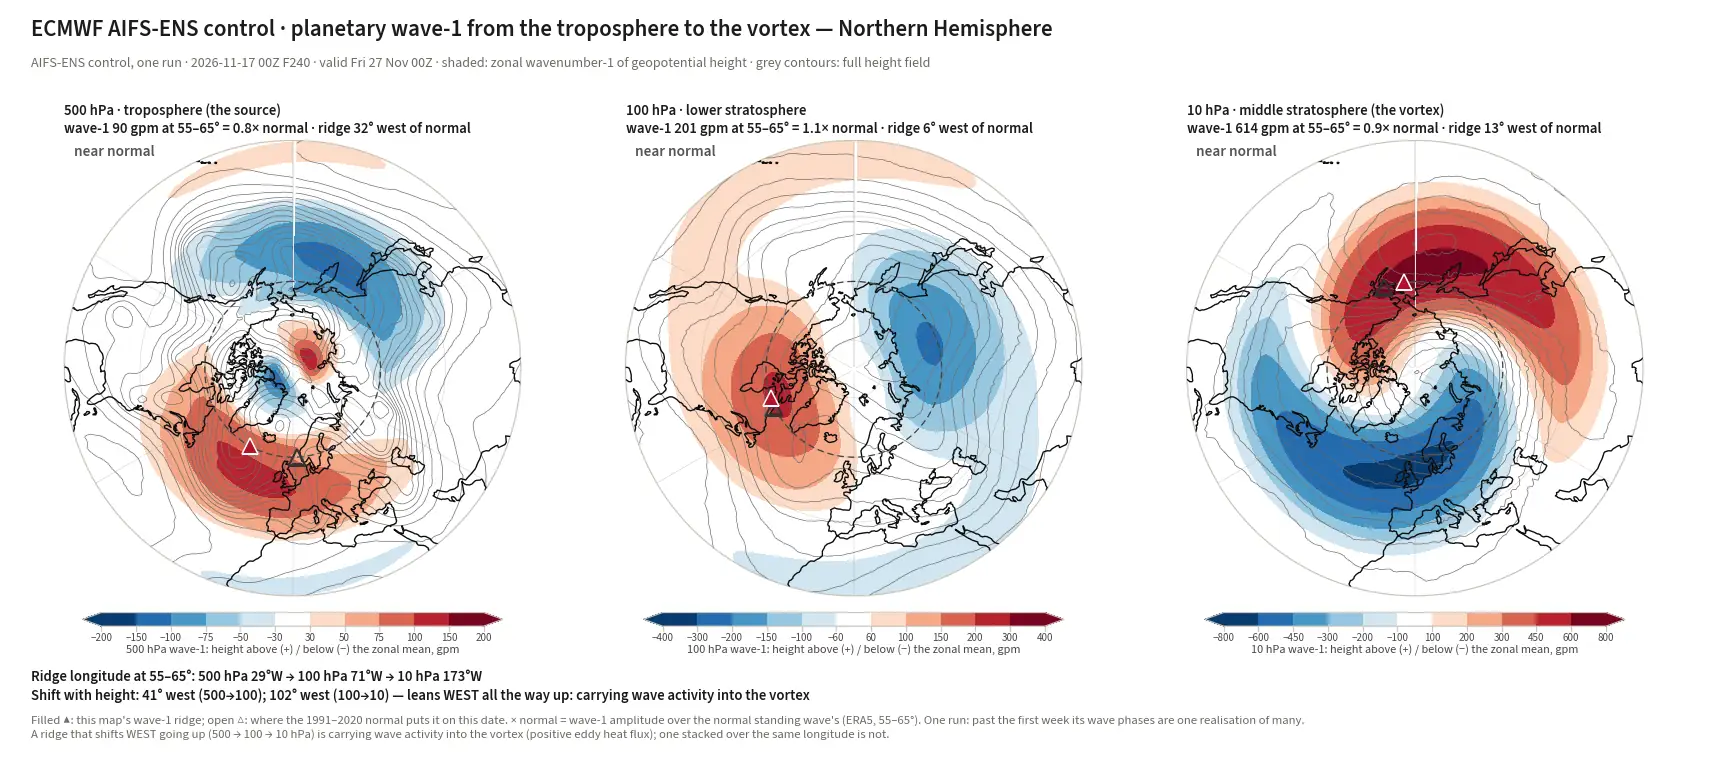 ECMWF AIFS-ENS control · planetary wave-1 from the troposphere to the vortex — Northern Hemisphere
AIFS-ENS control, one run · 2026-11-17 00Z F240 · valid Fri 27 Nov 00Z · shaded: zonal wavenumber-1 of geopotential height · grey contours: full height field
500 hPa · troposphere (the source)
wave-1 90 gpm at 55–65° = 0.8× normal · ridge 32° west of normal
near normal
100 hPa · lower stratosphere
wave-1 201 gpm at 55–65° = 1.1× normal · ridge 6° west of normal
near normal
10 hPa · middle stratosphere (the vortex)
wave-1 614 gpm at 55–65° = 0.9× normal · ridge 13° west of normal
near normal
−200 −150 −100 −75 −50 −30 30 50 75 100 150 200
500 hPa wave-1: height above (+) / below (−) the zonal mean, gpm
−400 −300 −200 −150 −100 −60 60 100 150 200 300 400
100 hPa wave-1: height above (+) / below (−) the zonal mean, gpm
−800 −600 −450 −300 −200 −100 100 200 300 450 600 800
10 hPa wave-1: height above (+) / below (−) the zonal mean, gpm
Ridge longitude at 55–65°: 500 hPa 29°W → 100 hPa 71°W → 10 hPa 173°W
Shift with height: 41° west (500→100); 102° west (100→10) — leans WEST all the way up: carrying wave activity into the vortex
Filled ▲: this map's wave-1 ridge; open △: where the 1991–2020 normal puts it on this date. × normal = wave-1 amplitude over the normal standing wave's (ERA5, 55–65°). One run: past the first week its wave phases are one realisation of many.
A ridge that shifts WEST going up (500 → 100 → 10 hPa) is carrying wave activity into the vortex (positive eddy heat flux); one stacked over the same longitude is not.